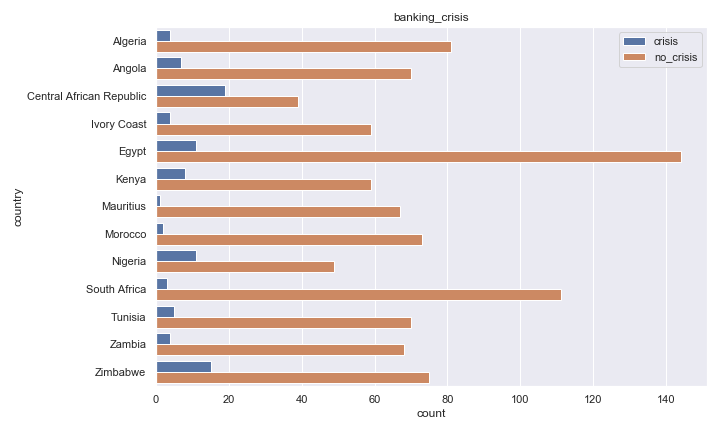 banking_crisis
crisis
no_crisis
country
Algeria
Angola
Central African Republic
Ivory Coast
Egypt
Kenya
Mauritius
Morocco
Nigeria
South Africa
Tunisia
Zambia
Zimbabwe
0 20 40 60 80 100 120 140
count